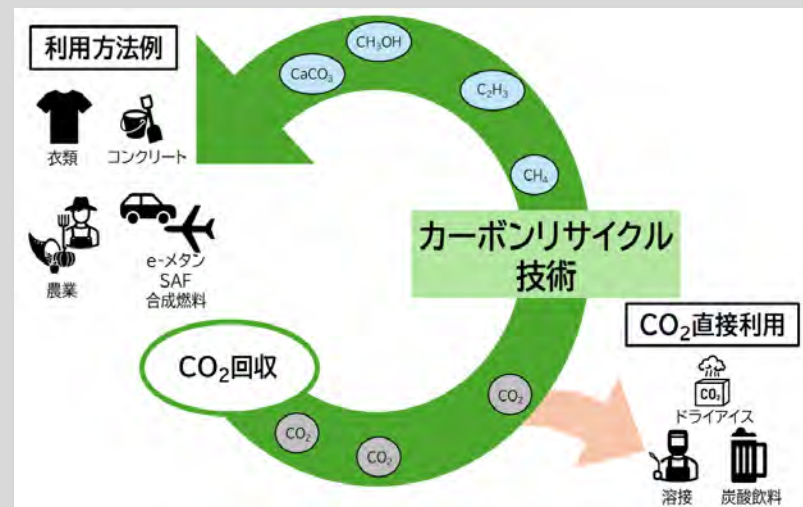 利用方法例
衣類
コンクリート
農業
e-メタン
SAF
合成燃料
CaCO₃
CH₃OH
C₂H₃
CH₄
カーボンリサイクル
技術
CO₂回収
CO₂
CO₂
CO₂
CO₂直接利用
CO₂
ドライアイス
溶接
炭酸飲料